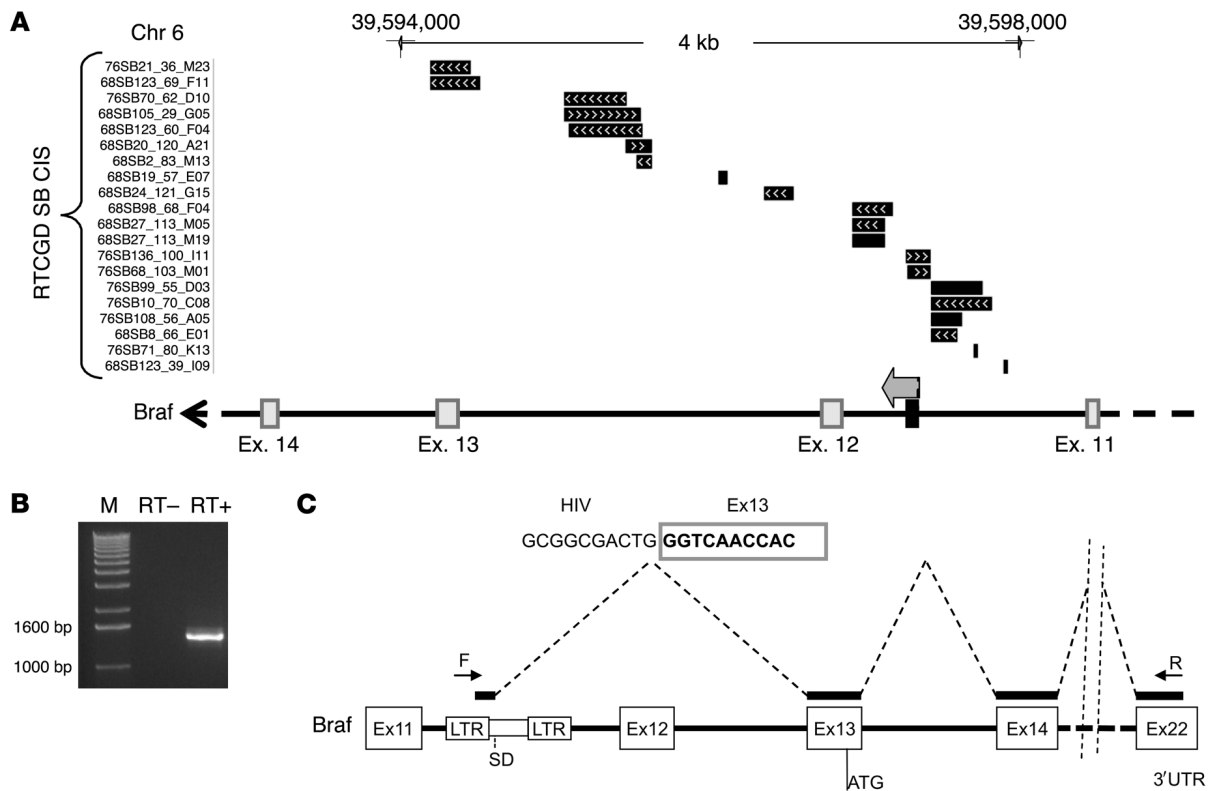 A
Chr 6
39,594,000
39,598,000
4 kb
RTCGD SB CIS
76SB21_36_M23
68SB123_69_F11
76SB70_62_D10
68SB105_29_G05
68SB123_60_F04
68SB20_120_A21
68SB2_83_M13
68SB19_57_E07
68SB24_121_G15
68SB98_68_F04
68SB27_113_M05
68SB27_113_M19
76SB136_100_I11
76SB68_103_M01
76SB99_55_D03
76SB10_70_C08
76SB108_56_A05
68SB8_66_E01
76SB71_80_K13
68SB123_39_I09
Braf
Ex. 14
Ex. 13
Ex. 12
Ex. 11
B
M RT– RT+
1600 bp
1000 bp
C
HIV Ex13
GCGGCGACTG GGTCAACCAC
F
R
Braf
Ex11 LTR LTR Ex12 Ex13 Ex14 Ex22
SD
ATG
3′UTR